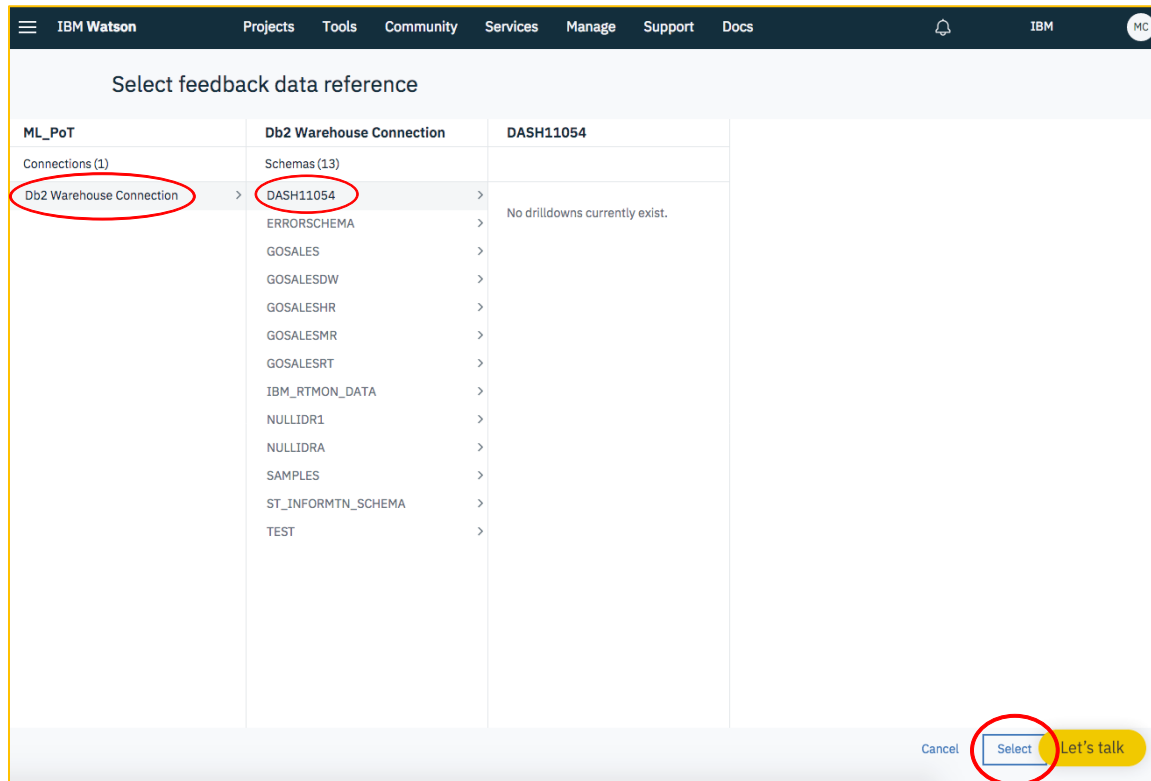 IBM Watson Projects Tools Community Services Manage Support Docs IBM MC
Select feedback data reference
ML_PoT
Connections (1)
Db2 Warehouse Connection
Db2 Warehouse Connection
Schemas (13)
DASH11054
ERRORSCHEMA
GOSALES
GOSALESDW
GOSALESHR
GOSALESMR
GOSALESRT
IBM_RTMON_DATA
NULLIDR1
NULLIDRA
SAMPLES
ST_INFORMTN_SCHEMA
TEST
DASH11054
No drilldowns currently exist.
Cancel Select Let's talk